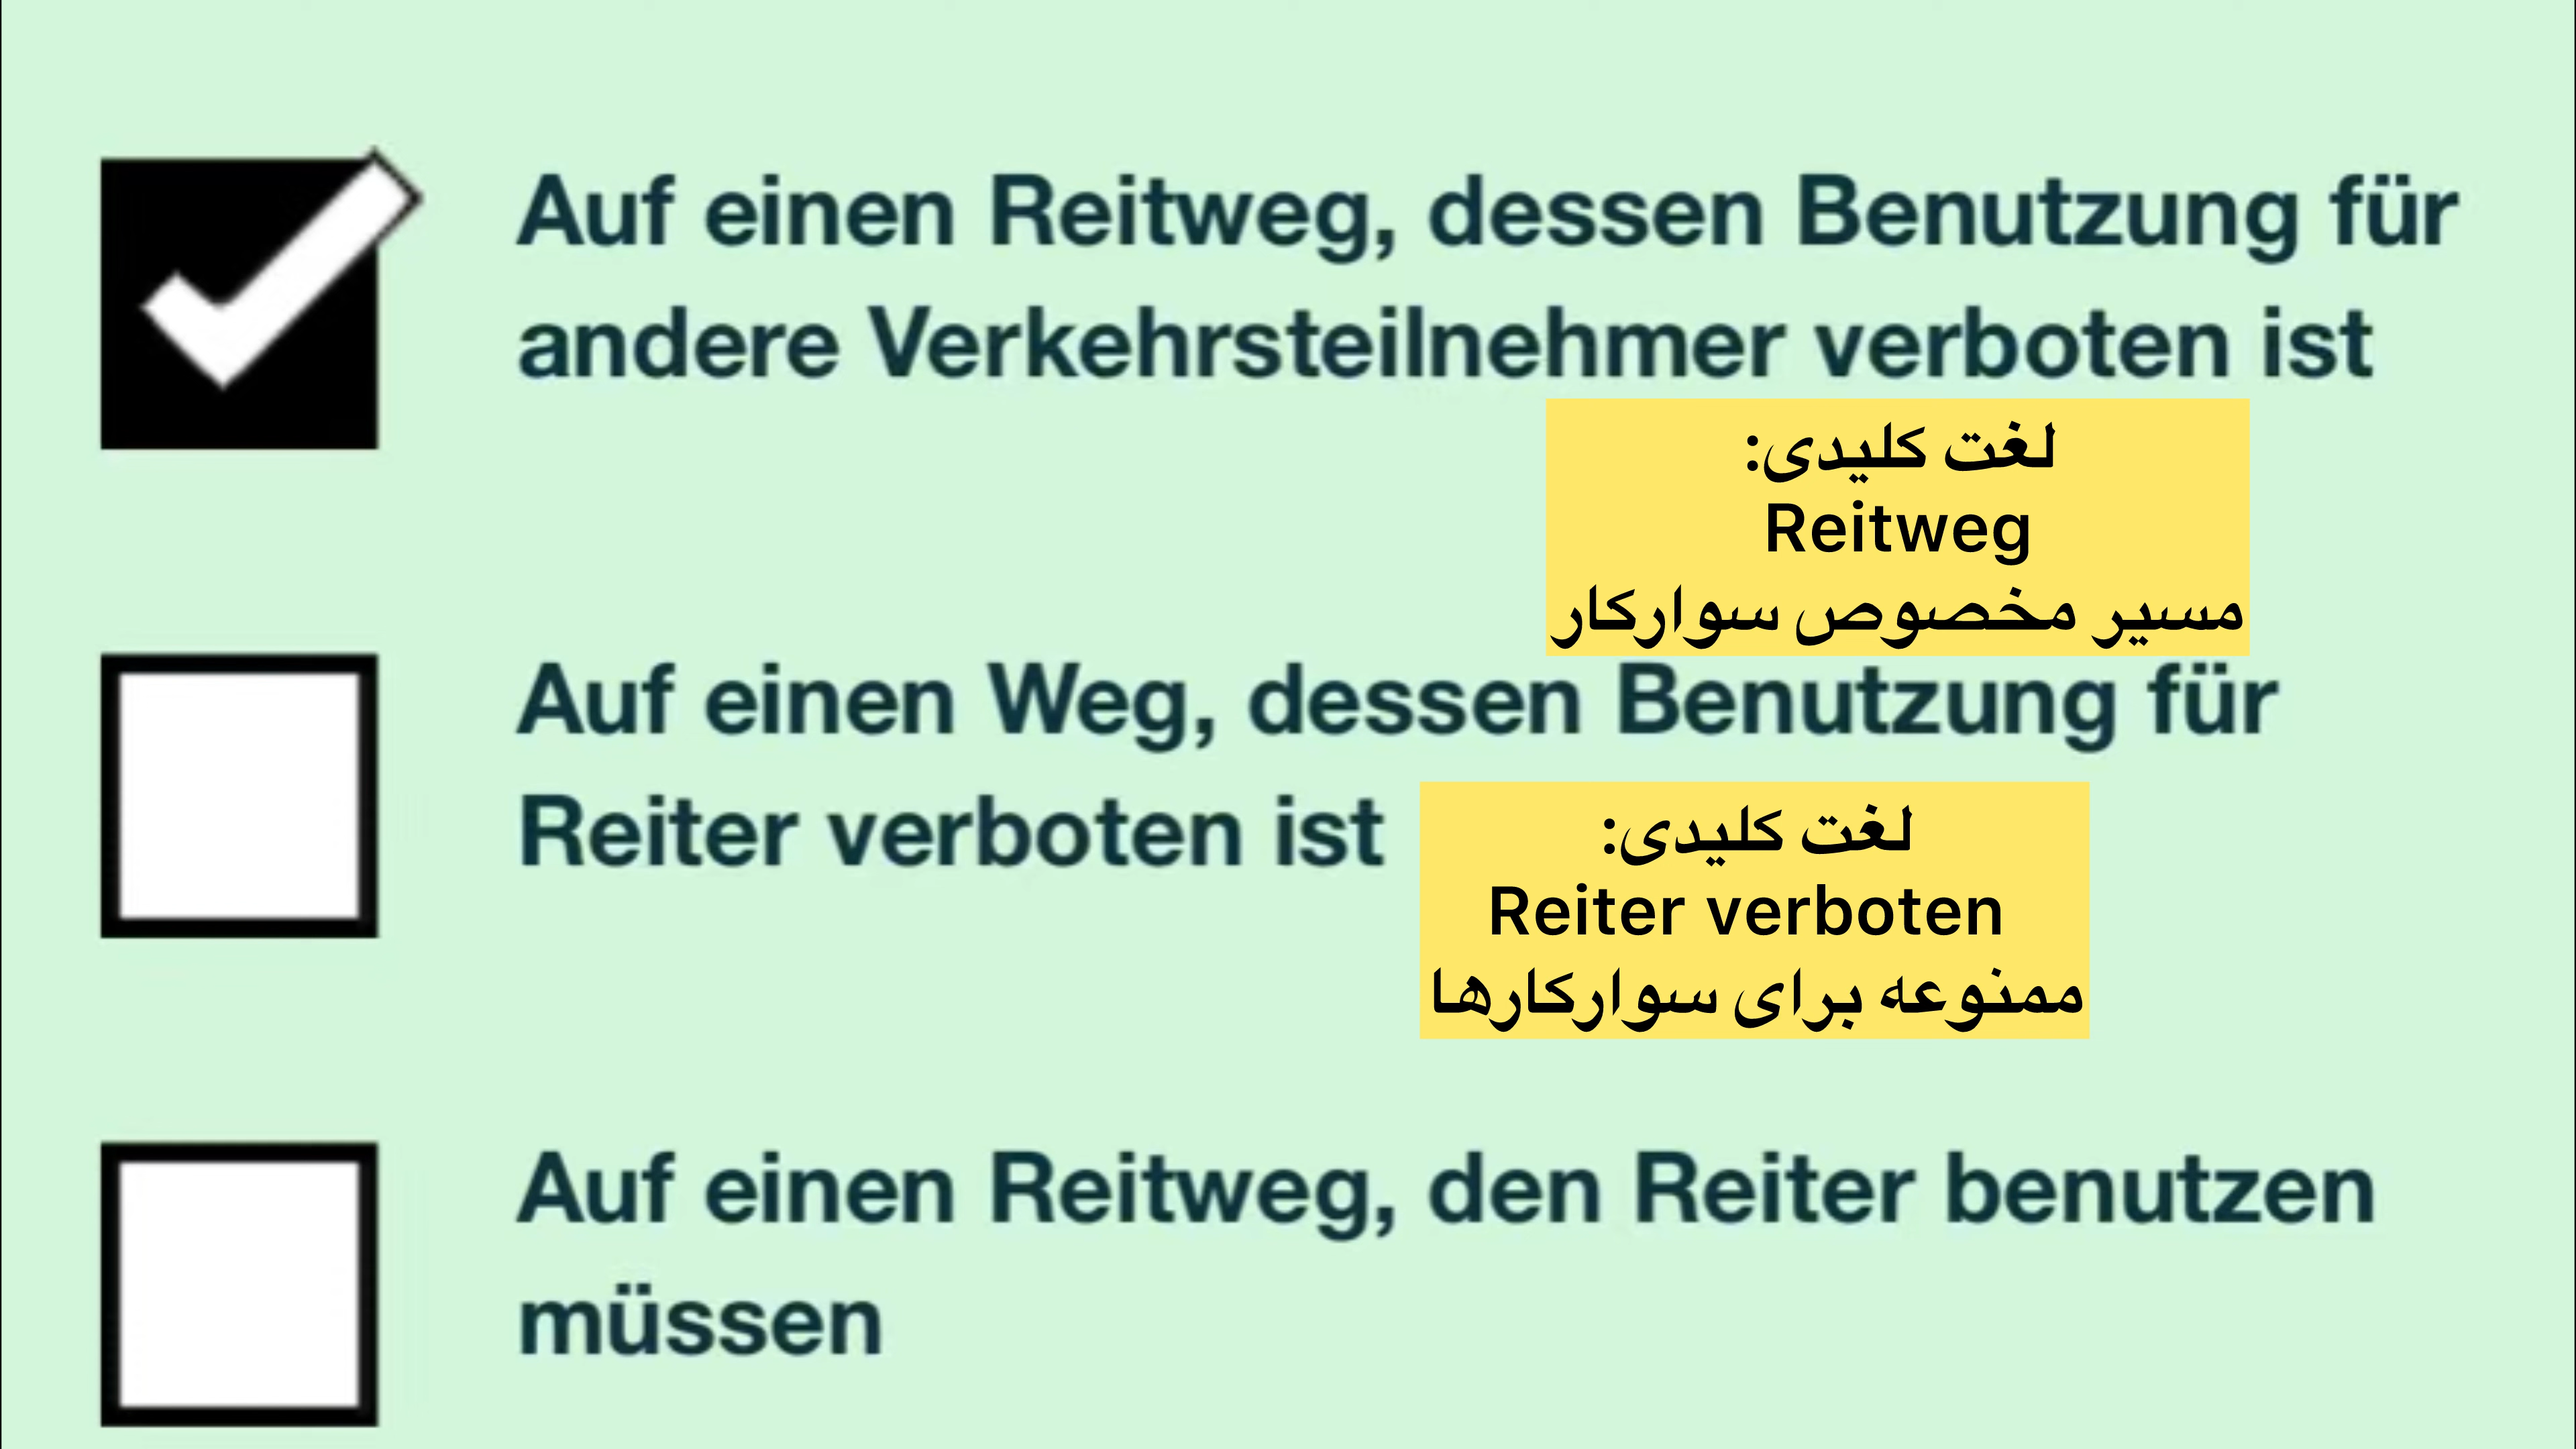 Auf einen Reitweg, dessen Benutzung für
andere Verkehrsteilnehmer verboten ist
لغت کلیدی:
Reitweg
مسیر مخصوص سوارکار
Auf einen Weg, dessen Benutzung für
Reiter verboten ist
لغت کلیدی:
Reiter verboten
ممنوعه برای سوارکارها
Auf einen Reitweg, den Reiter benutzen
müssen